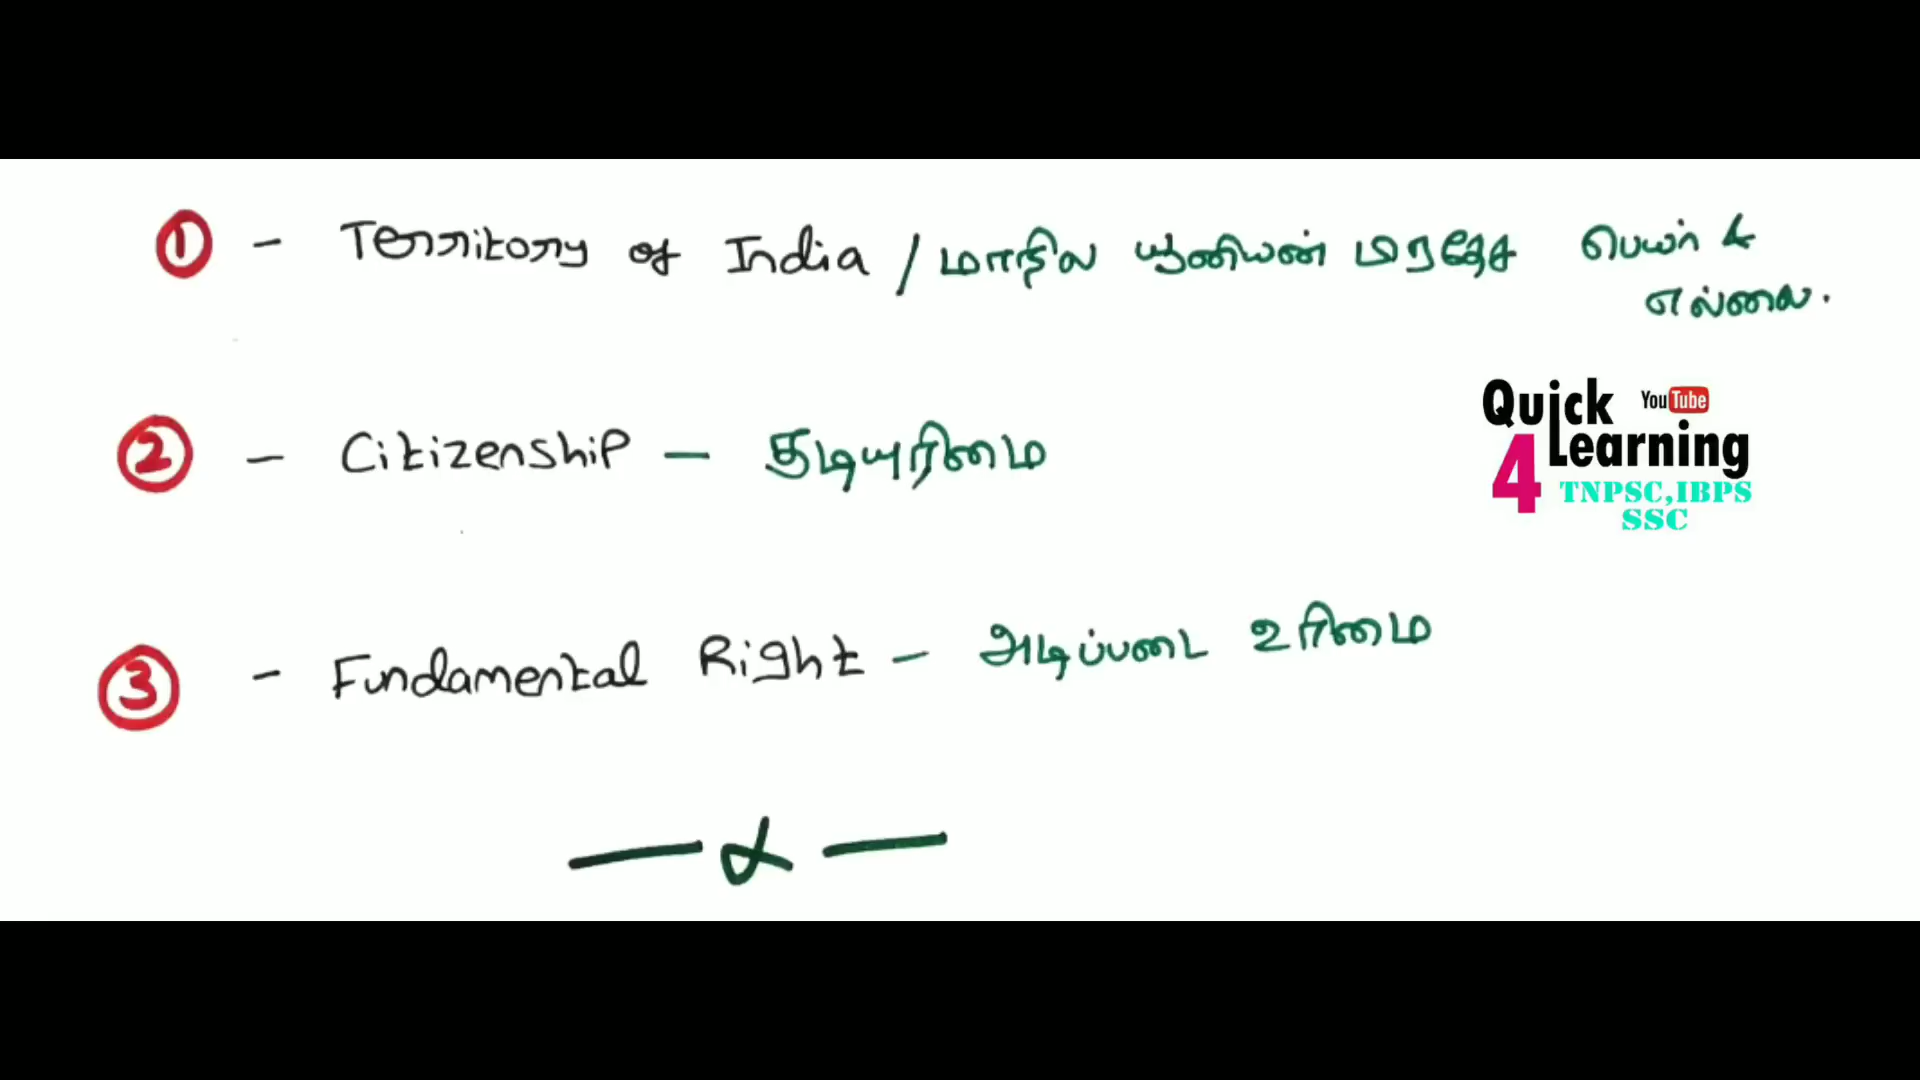 1 - Territory of India / மாநில யூனியன் பிரதேச பெயர் &
எல்லை.
2 - Citizenship - குடியுரிமை
3 - Fundamental Right - அடிப்படை உரிமை
Quick YouTube
4 Learning
TNPSC,IBPS
SSC